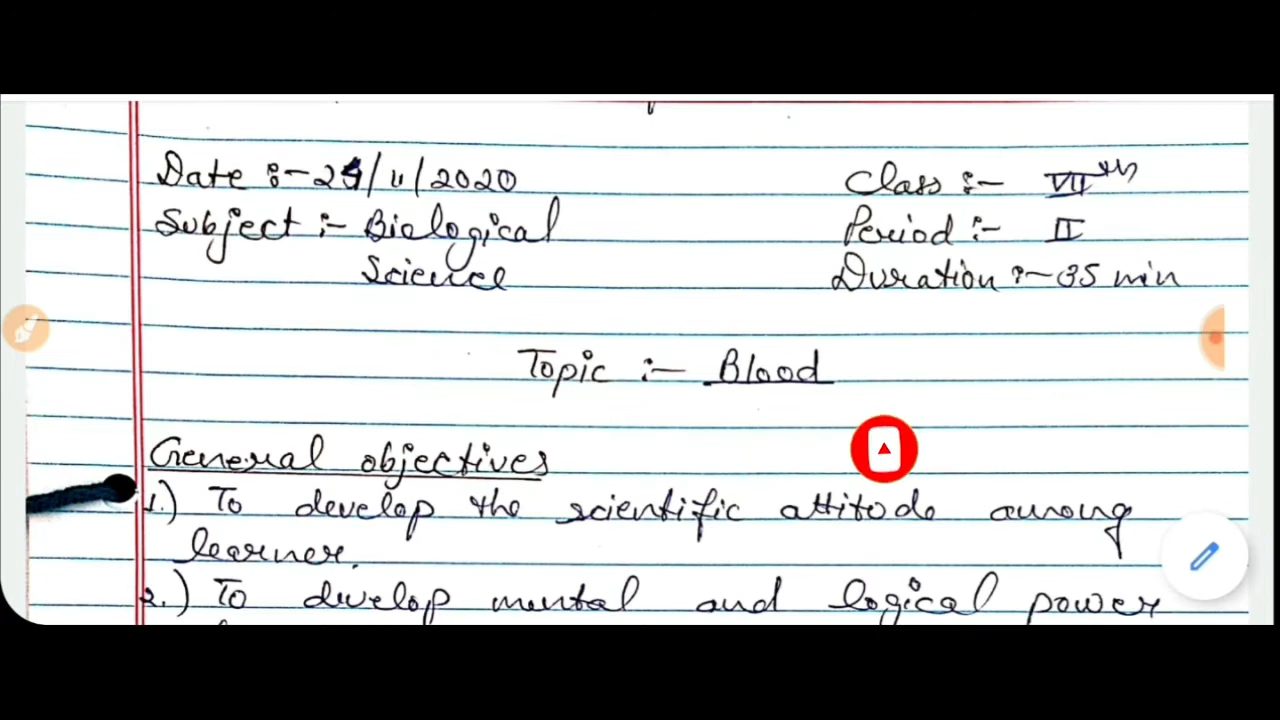 Date :- /11/2020
Class :- VIIth
Subject :- Biological
Science
Period :- II
Duration :- 35 min
Topic :- Blood
General objectives
1.) To develop the scientific attitude among
learner.
2.) To develop mental and logical power